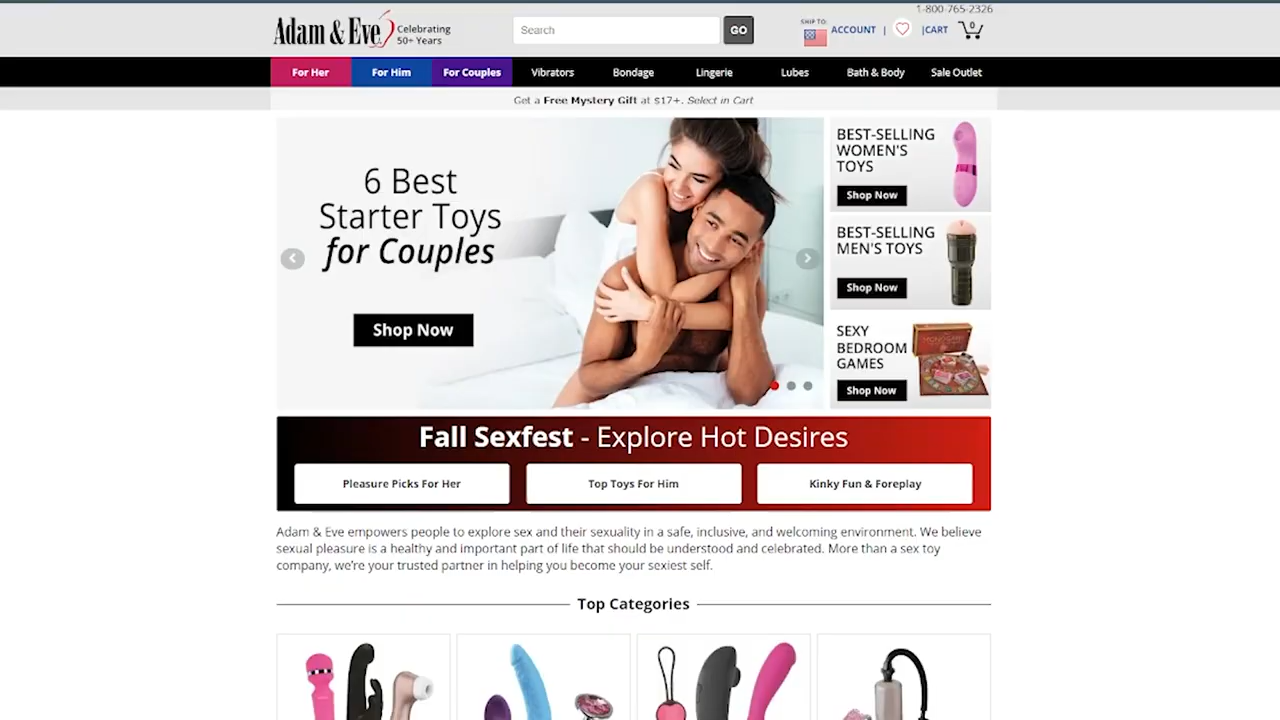 1-800-765-2326
Adam & Eve
Celebrating
50+ Years
Search
GO
SHIP TO:
ACCOUNT |
|CART
0
For Her
For Him
For Couples
Vibrators
Bondage
Lingerie
Lubes
Bath & Body
Sale Outlet
Get a Free Mystery Gift at $17+. Select in Cart
6 Best
Starter Toys
for Couples
Shop Now
BEST-SELLING
WOMEN'S
TOYS
Shop Now
BEST-SELLING
MEN'S TOYS
Shop Now
SEXY
BEDROOM
GAMES
Shop Now
Fall Sexfest - Explore Hot Desires
Pleasure Picks For Her
Top Toys For Him
Kinky Fun & Foreplay
Adam & Eve empowers people to explore sex and their sexuality in a safe, inclusive, and welcoming environment. We believe
sexual pleasure is a healthy and important part of life that should be understood and celebrated. More than a sex toy
company, we're your trusted partner in helping you become your sexiest self.
Top Categories